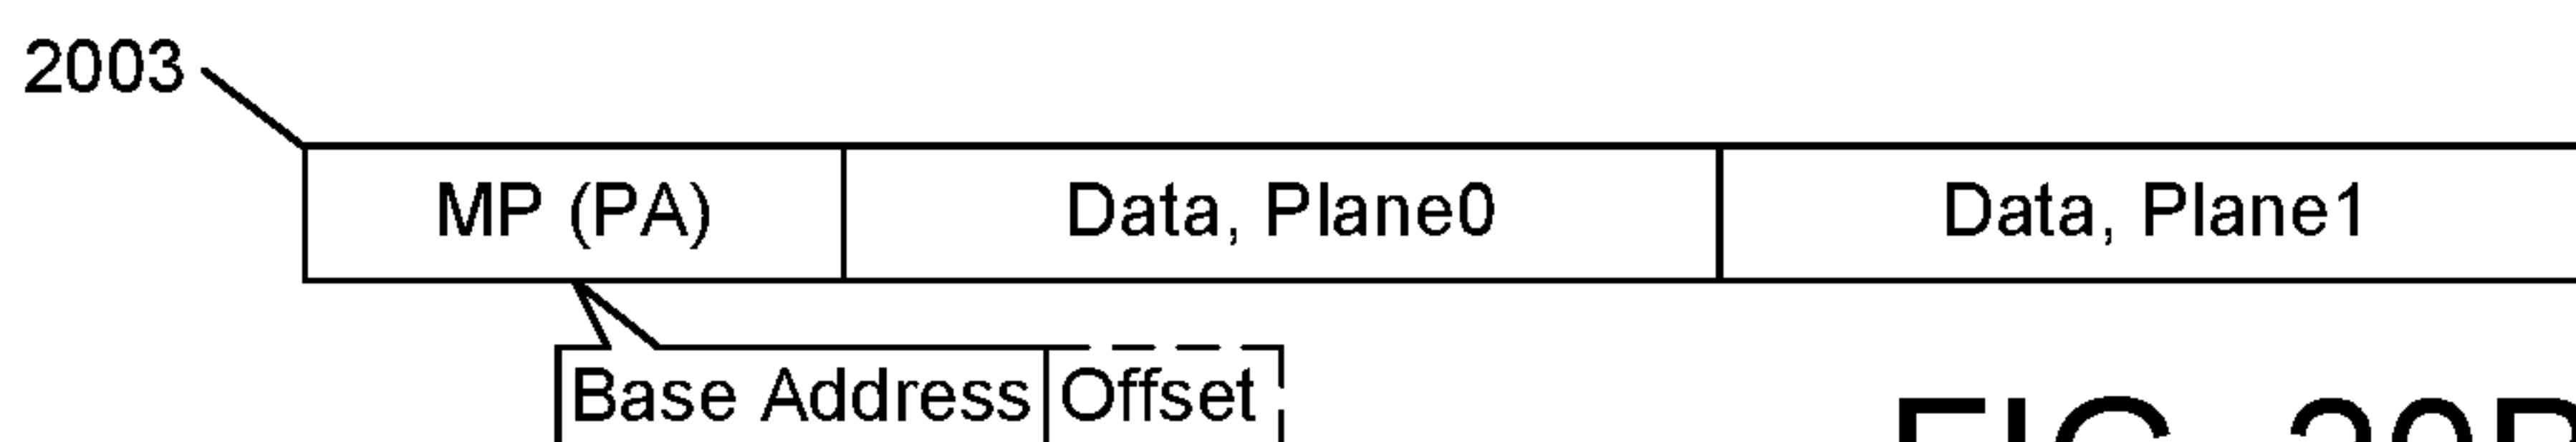 2003
MP (PA) Data, Plane0 Data, Plane1
Base Address Offset